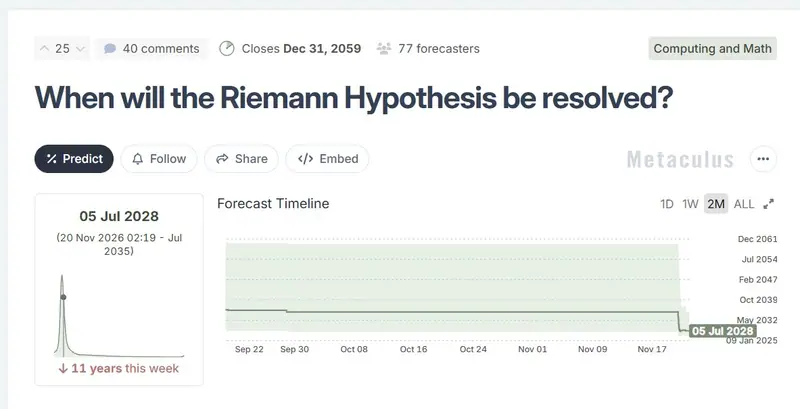 25 40 comments Closes Dec 31, 2059 77 forecasters Computing and Math
When will the Riemann Hypothesis be resolved?
Predict Follow Share </> Embed Metaculus
05 Jul 2028
(20 Nov 2026 02:19 - Jul
2035)
↓ 11 years this week
Forecast Timeline 1D 1W 2M ALL
Dec 2061
Jul 2054
Feb 2047
Oct 2039
May 2032
05 Jul 2028
09 Jan 2025
Sep 22 Sep 30 Oct 08 Oct 16 Oct 24 Nov 01 Nov 09 Nov 17